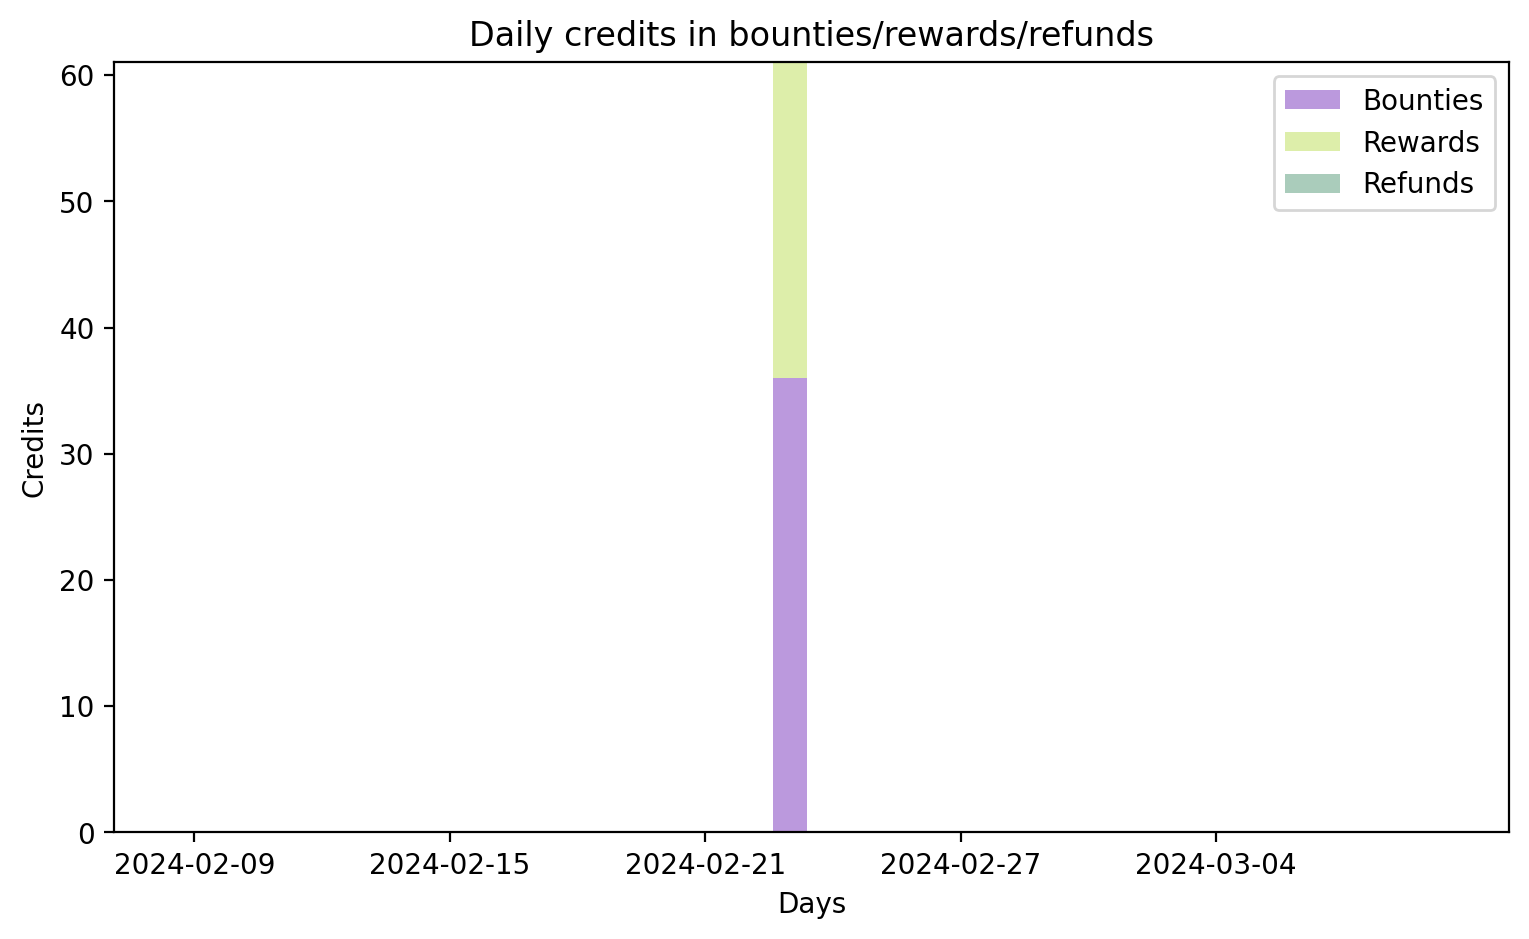 Daily credits in bounties/rewards/refunds
60
50
40
30
20
10
0
Credits
Bounties
Rewards
Refunds
2024-02-09 2024-02-15 2024-02-21 2024-02-27 2024-03-04
Days